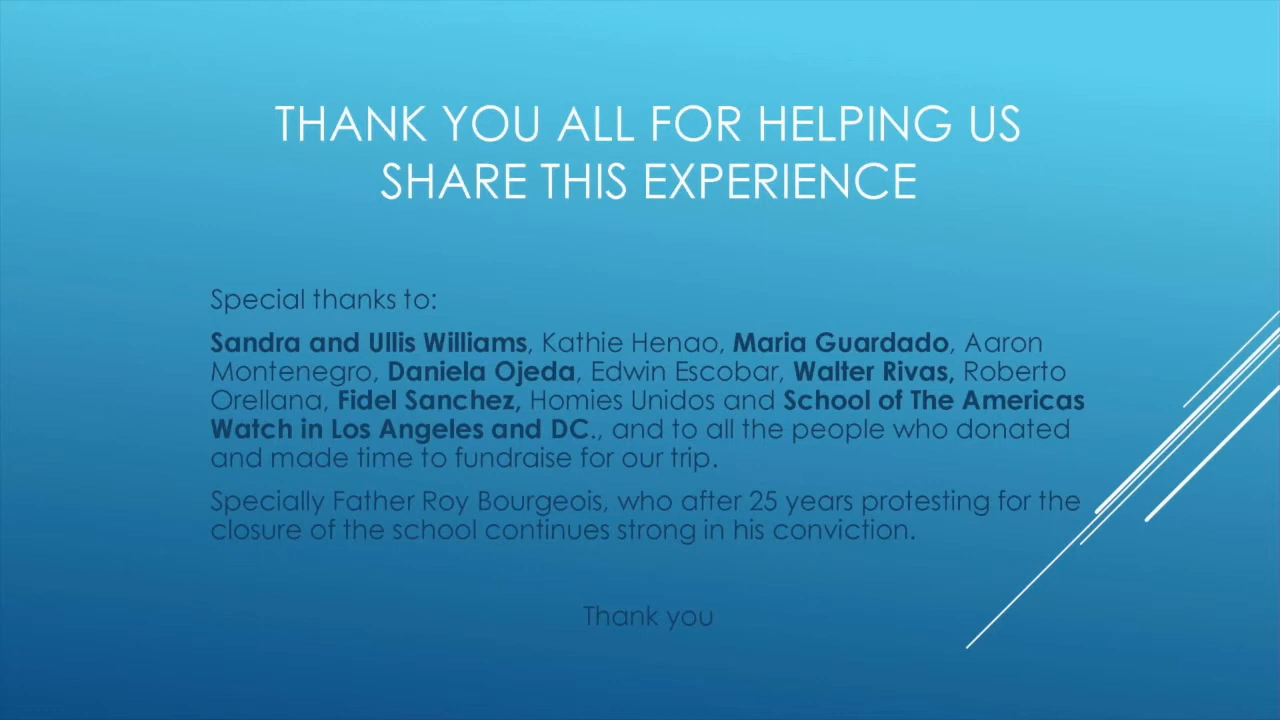 THANK YOU ALL FOR HELPING US
SHARE THIS EXPERIENCE
Special thanks to:
Sandra and Ullis Williams, Kathie Henao, Maria Guardado, Aaron
Montenegro, Daniela Ojeda, Edwin Escobar, Walter Rivas, Roberto
Orellana, Fidel Sanchez, Homies Unidos and School of The Americas
Watch in Los Angeles and DC., and to all the people who donated
and made time to fundraise for our trip.
Specially Father Roy Bourgeois, who after 25 years protesting for the
closure of the school continues strong in his conviction.
Thank you